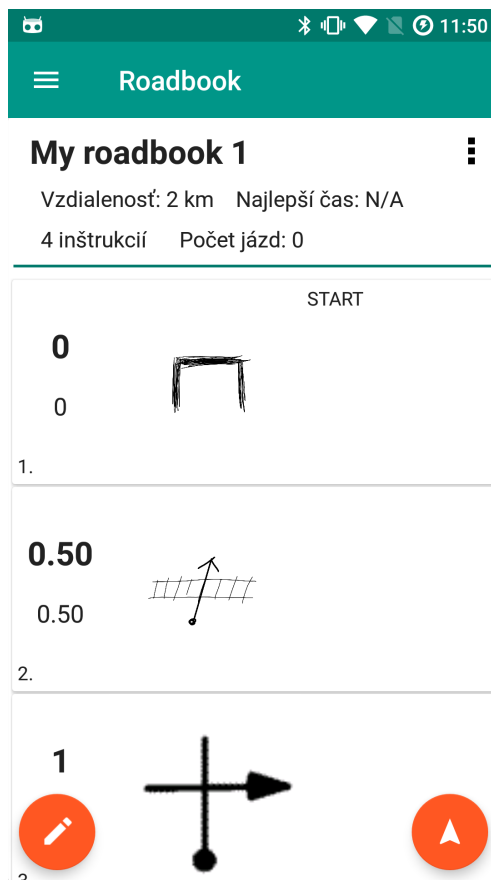 11:50
Roadbook
My roadbook 1
Vzdialenosť: 2 km Najlepší čas: N/A
4 inštrukcií Počet jázd: 0
START
0
0
1.
0.50
0.50
2.
1